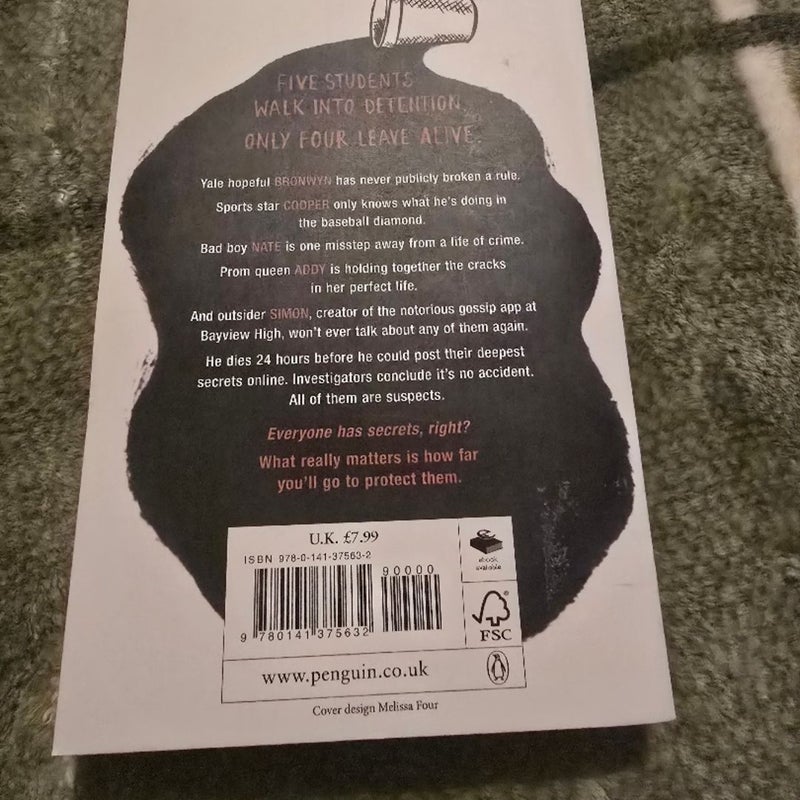 FIVE STUDENTS
WALK INTO DETENTION.
ONLY FOUR LEAVE ALIVE.
Yale hopeful BRONWYN has never publicly broken a rule.
Sports star COOPER only knows what he's doing in
the baseball diamond.
Bad boy NATE is one misstep away from a life of crime.
Prom queen ADDY is holding together the cracks
in her perfect life.
And outsider SIMON, creator of the notorious gossip app at
Bayview High, won't ever talk about any of them again.
He dies 24 hours before he could post their deepest
secrets online. Investigators conclude it's no accident.
All of them are suspects.
Everyone has secrets, right?
What really matters is how far
you'll go to protect them.
U.K. £7.99
ISBN 978-0-141-37563-2
90000
9 780141 375632
ebook
available
FSC
www.penguin.co.uk
Cover design Melissa Four